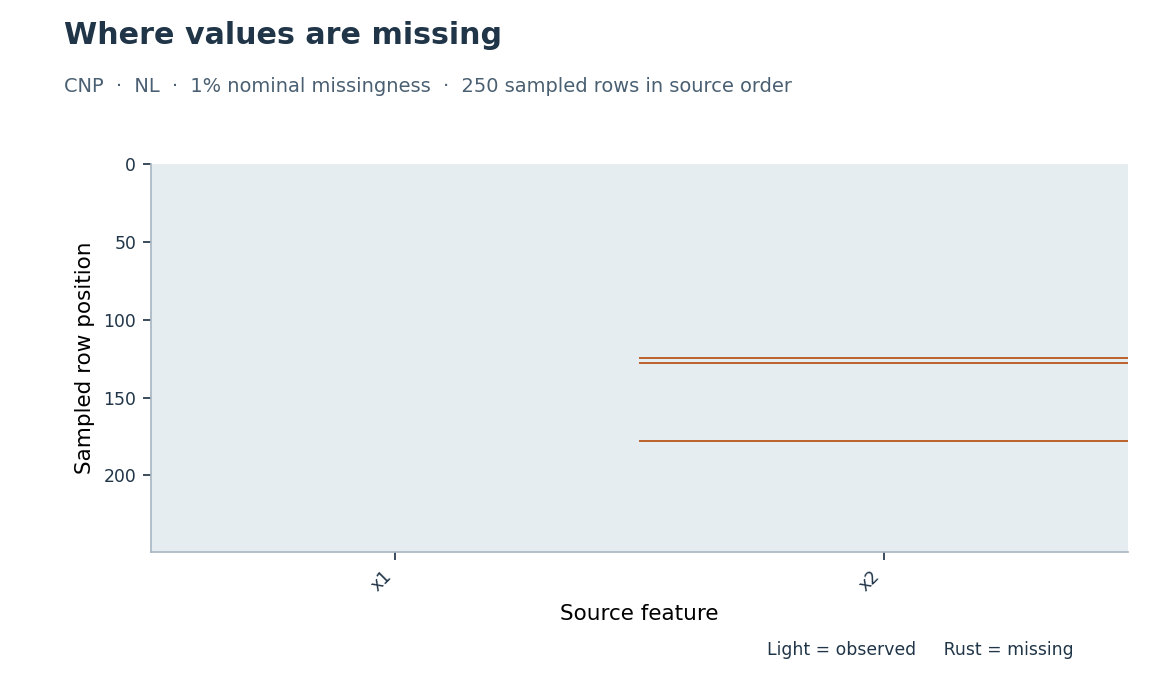 Where values are missing
CNP · NL · 1% nominal missingness · 250 sampled rows in source order
0
50
100
150
200
Sampled row position
x1
x2
Source feature
Light = observed Rust = missing